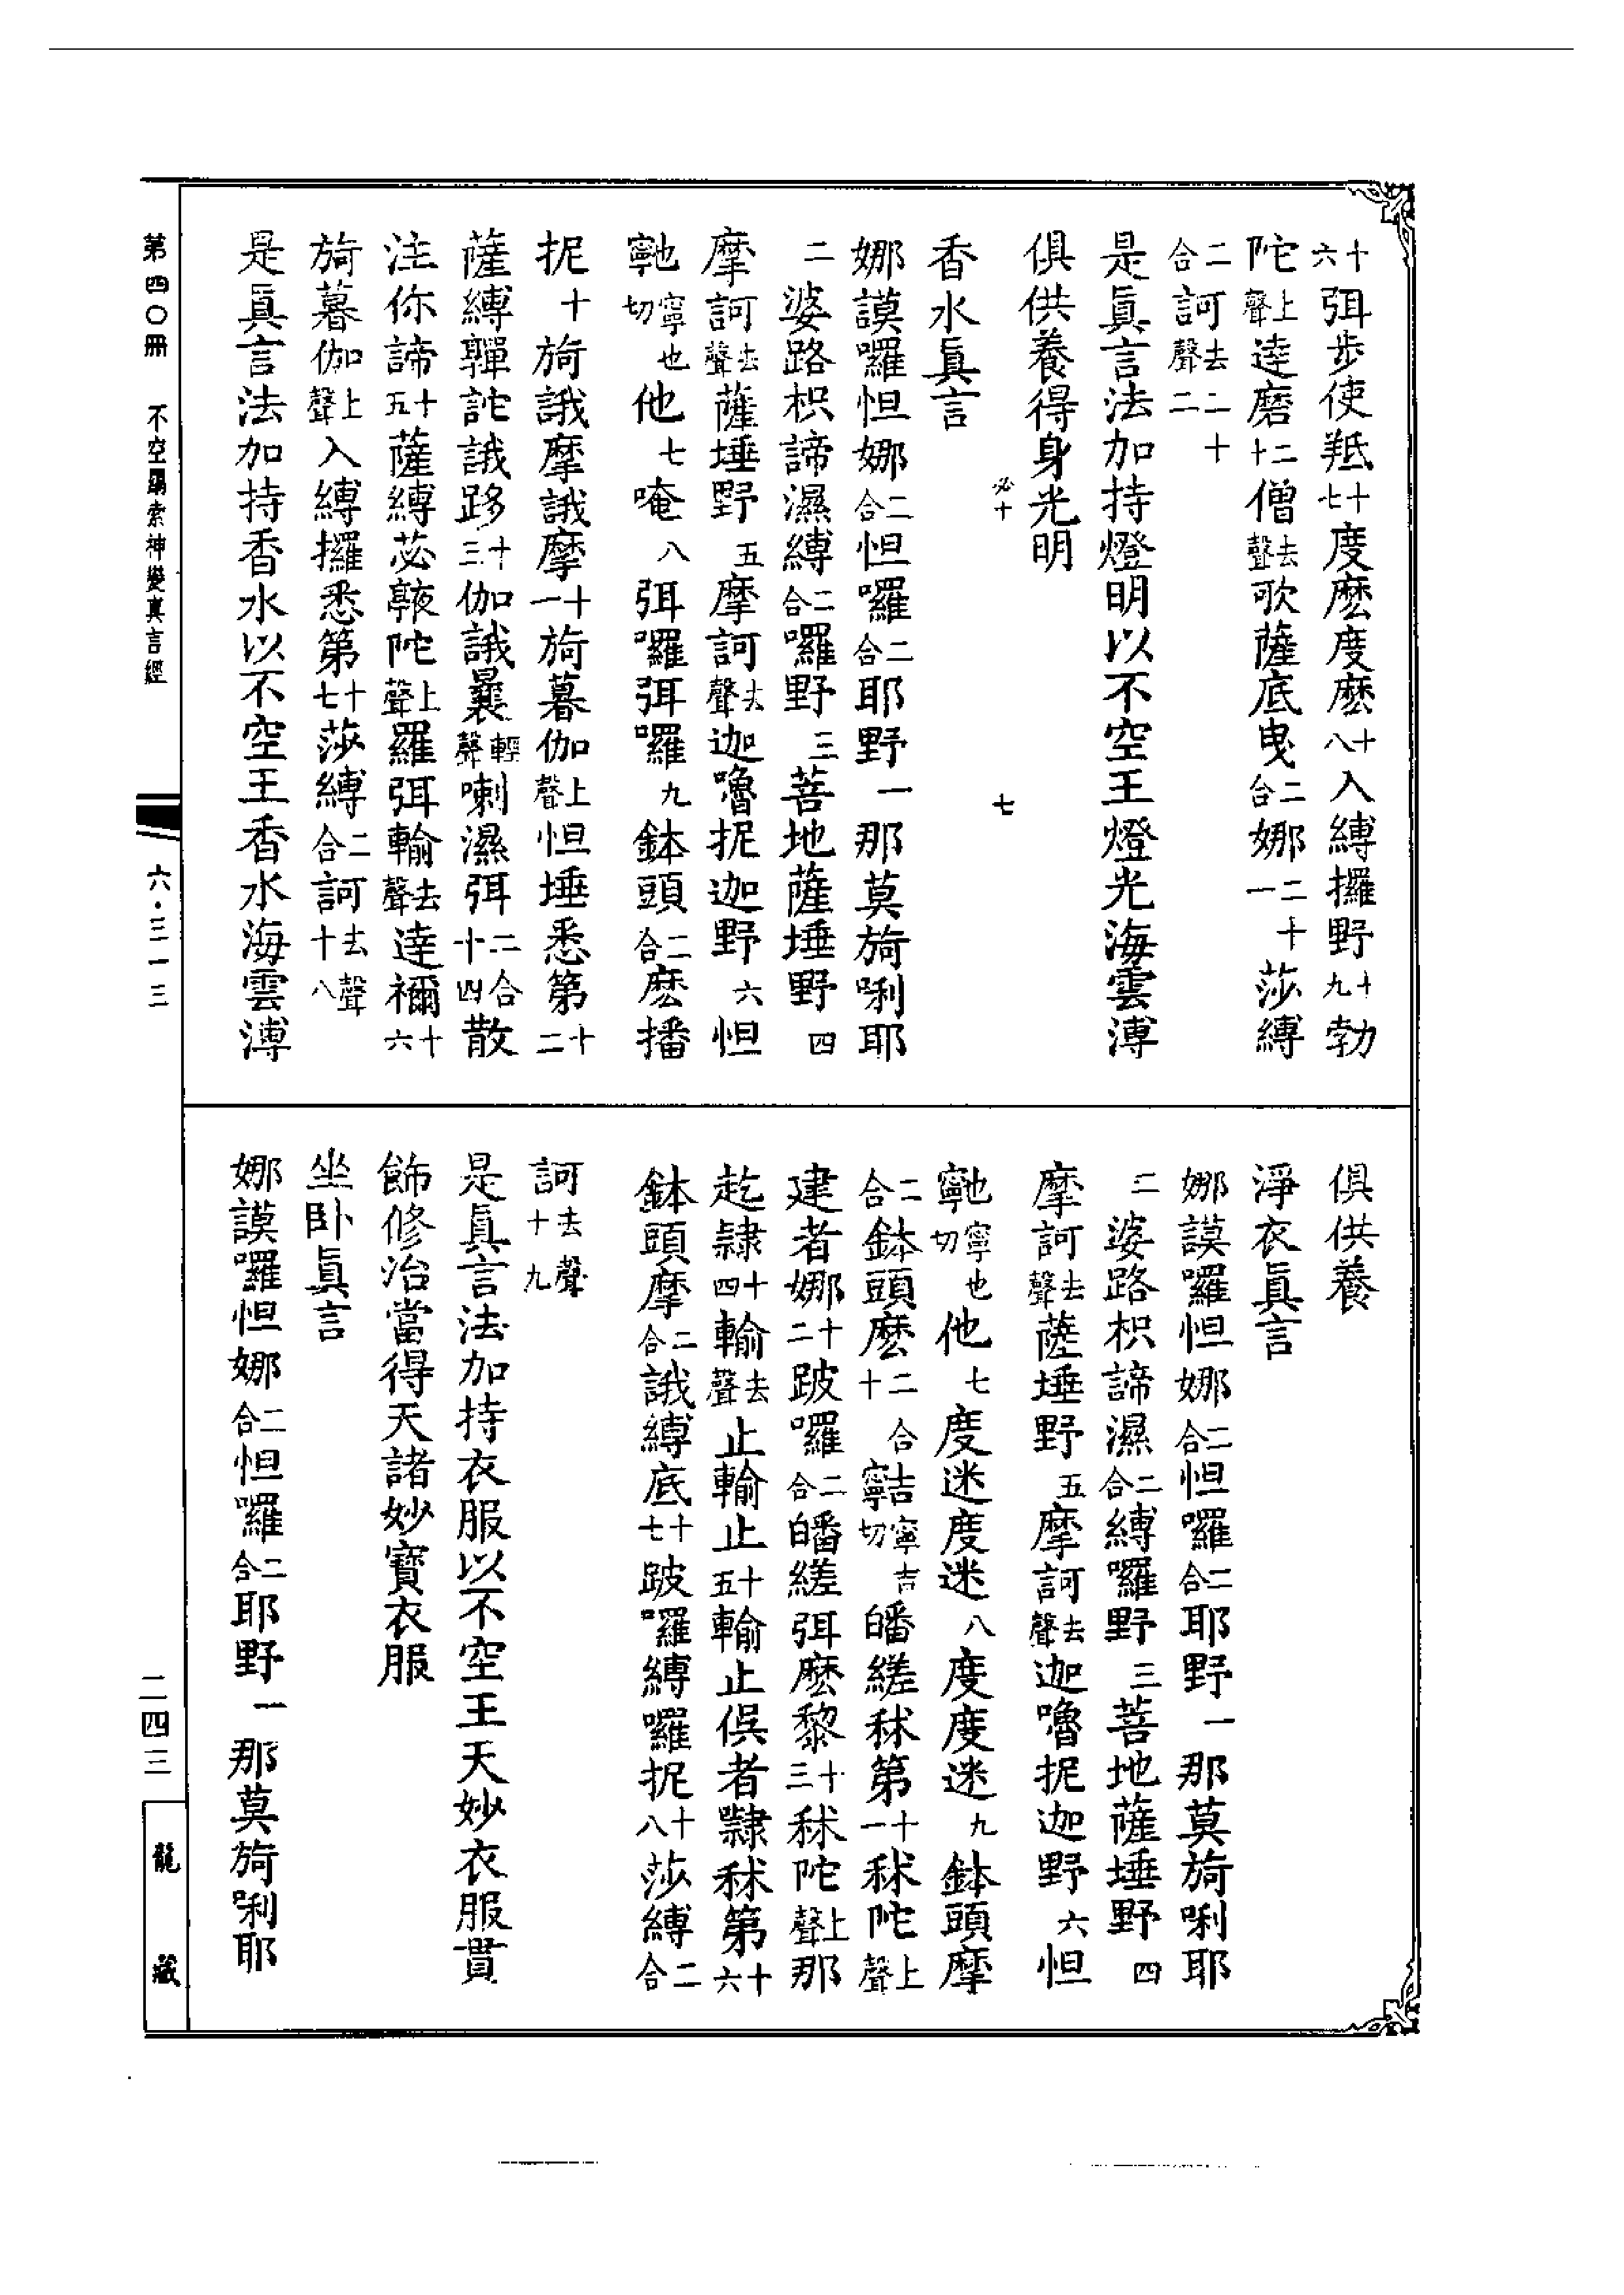 十六弭步使羝十七度麽度麽十八入縛攞野十九勃
陀上聲達磨二十僧去聲歌薩底曳二合娜二十一莎縛
二合訶去聲二十二
是眞言法加持燈明以不空王燈光海雲溥
俱供養得身光明
必十 七
香水眞言
娜謨囉怛娜二合怛囉二合耶野一那莫旖唎耶
二婆路枳諦濕縛二合囉野三菩地薩埵野四
摩訶去聲薩埵野五摩訶去聲迦嚕抳迦野六怛
寧也切他七唵八弭囉弭囉九鉢頭二合麽播
抳十旖誐摩誐摩十一旖暮伽上聲怛埵悉第十二
薩縛鞸詑誐跢十三伽誐曩輕聲喇濕弭二合十四散
注你諦十五薩縛苾陀上聲羅弭輸去聲達禰十六
旖暮伽上聲入縛攞悉第十七莎縛二合訶去聲十八
是眞言法加持香水以不空王香水海雲溥
俱供養
淨衣眞言
娜謨囉怛娜二合怛囉二合耶野一那莫旖唎耶
二婆路枳諦濕二合縛囉野三菩地薩埵野四
摩訶去聲薩埵野五摩訶去聲迦嚕抳迦野六怛
寧也切他七度迷度迷八度度迷九鉢頭摩
二合鉢頭麽二合十寧吉切皤縒秫第十一秫陀上聲
建者娜十二跛囉二合皤縒弭麽黎十三秫陀上聲那
訖隷十四輸去聲止輸止十五輸止俁者隷秫第十六
鉢頭摩二合誐縛底十七跛囉縛囉抳十八莎縛二合
訶去聲十九
是眞言法加持衣服以不空王天妙衣服貫
飾修治當得天諸妙寶衣服
坐卧眞言
娜謨囉怛娜二合怛囉二合耶野一那莫旖唎耶
第四〇册 不空羂索神變真言經
六·三一三
二四三
龍藏